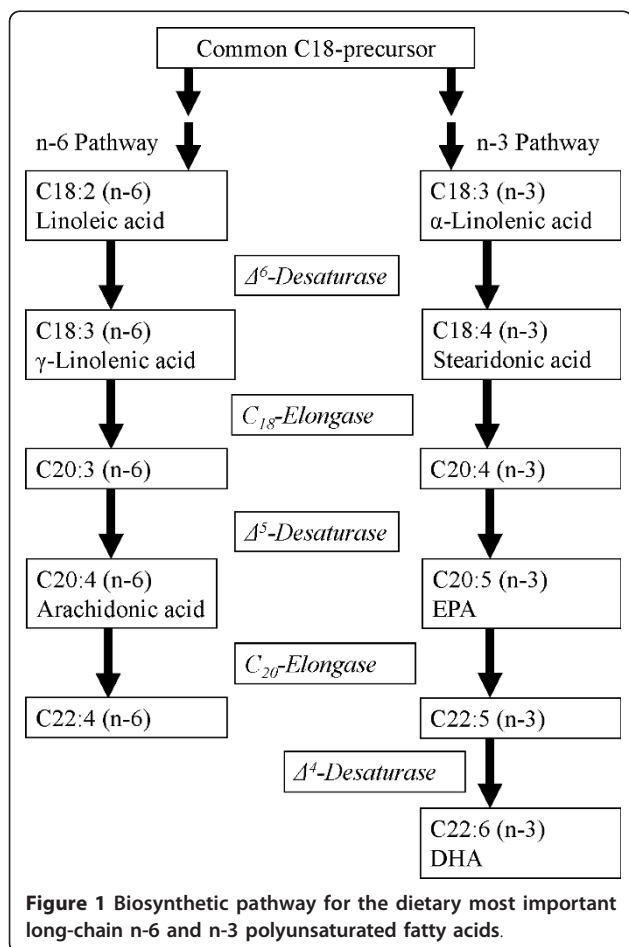 Common C18-precursor
n-6 Pathway
n-3 Pathway
C18:2 (n-6)
Linoleic acid
C18:3 (n-3)
α-Linolenic acid
Δ⁶-Desaturase
C18:3 (n-6)
γ-Linolenic acid
C18:4 (n-3)
Stearidonic acid
C₁₈-Elongase
C20:3 (n-6)
C20:4 (n-3)
Δ⁵-Desaturase
C20:4 (n-6)
Arachidonic acid
C20:5 (n-3)
EPA
C₂₀-Elongase
C22:4 (n-6)
C22:5 (n-3)
Δ⁴-Desaturase
C22:6 (n-3)
DHA
Figure 1 Biosynthetic pathway for the dietary most important
long-chain n-6 and n-3 polyunsaturated fatty acids.